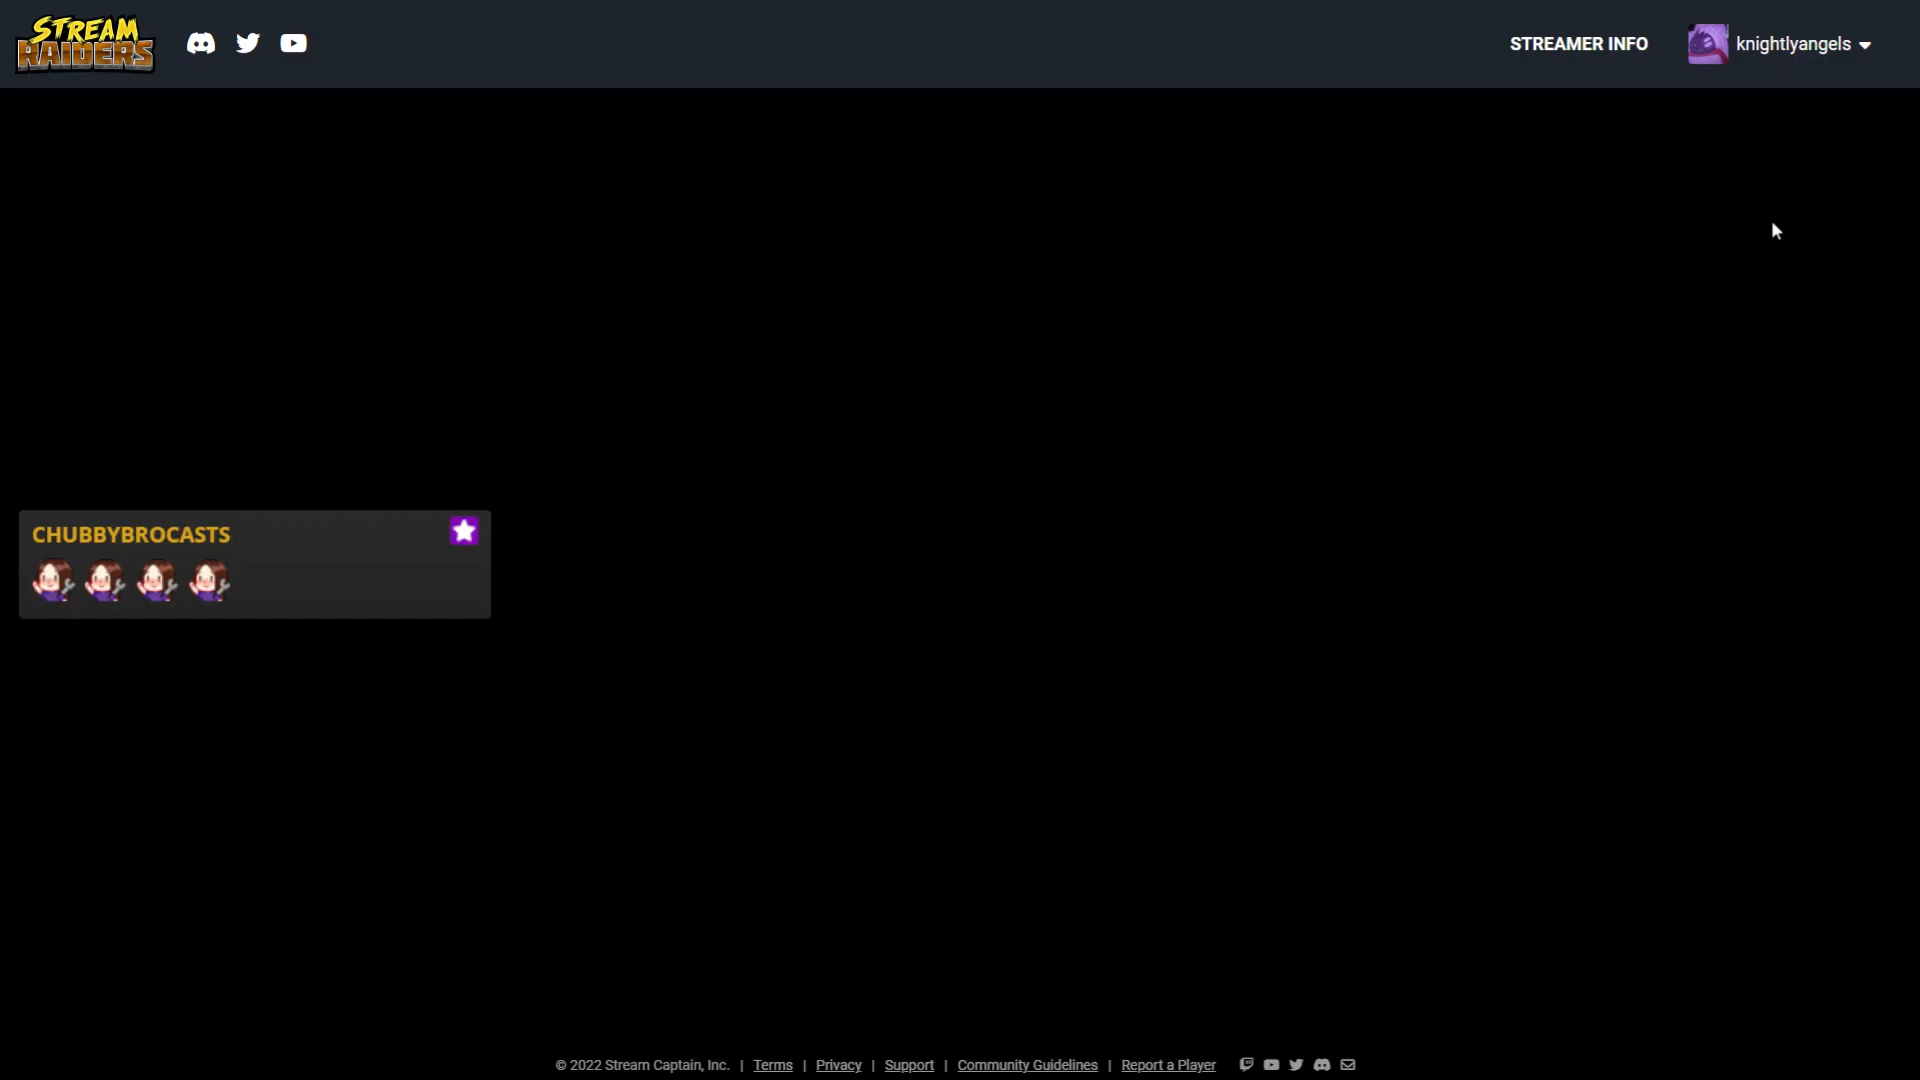 STREAM
RAIDERS
STREAMER INFO
knightlyangels
CHUBBYBROCASTS
© 2022 Stream Captain, Inc. | Terms | Privacy | Support | Community Guidelines | Report a Player